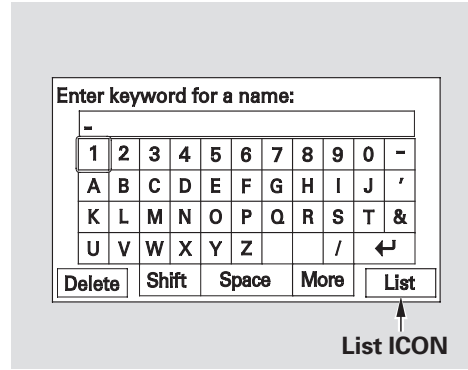 Enter keyword for a name:
-
1 2 3 4 5 6 7 8 9 0 -
A B C D E F G H I J ′
K L M N O P Q R S T &
U V W X Y Z / ↵
Delete Shift Space More List
List ICON